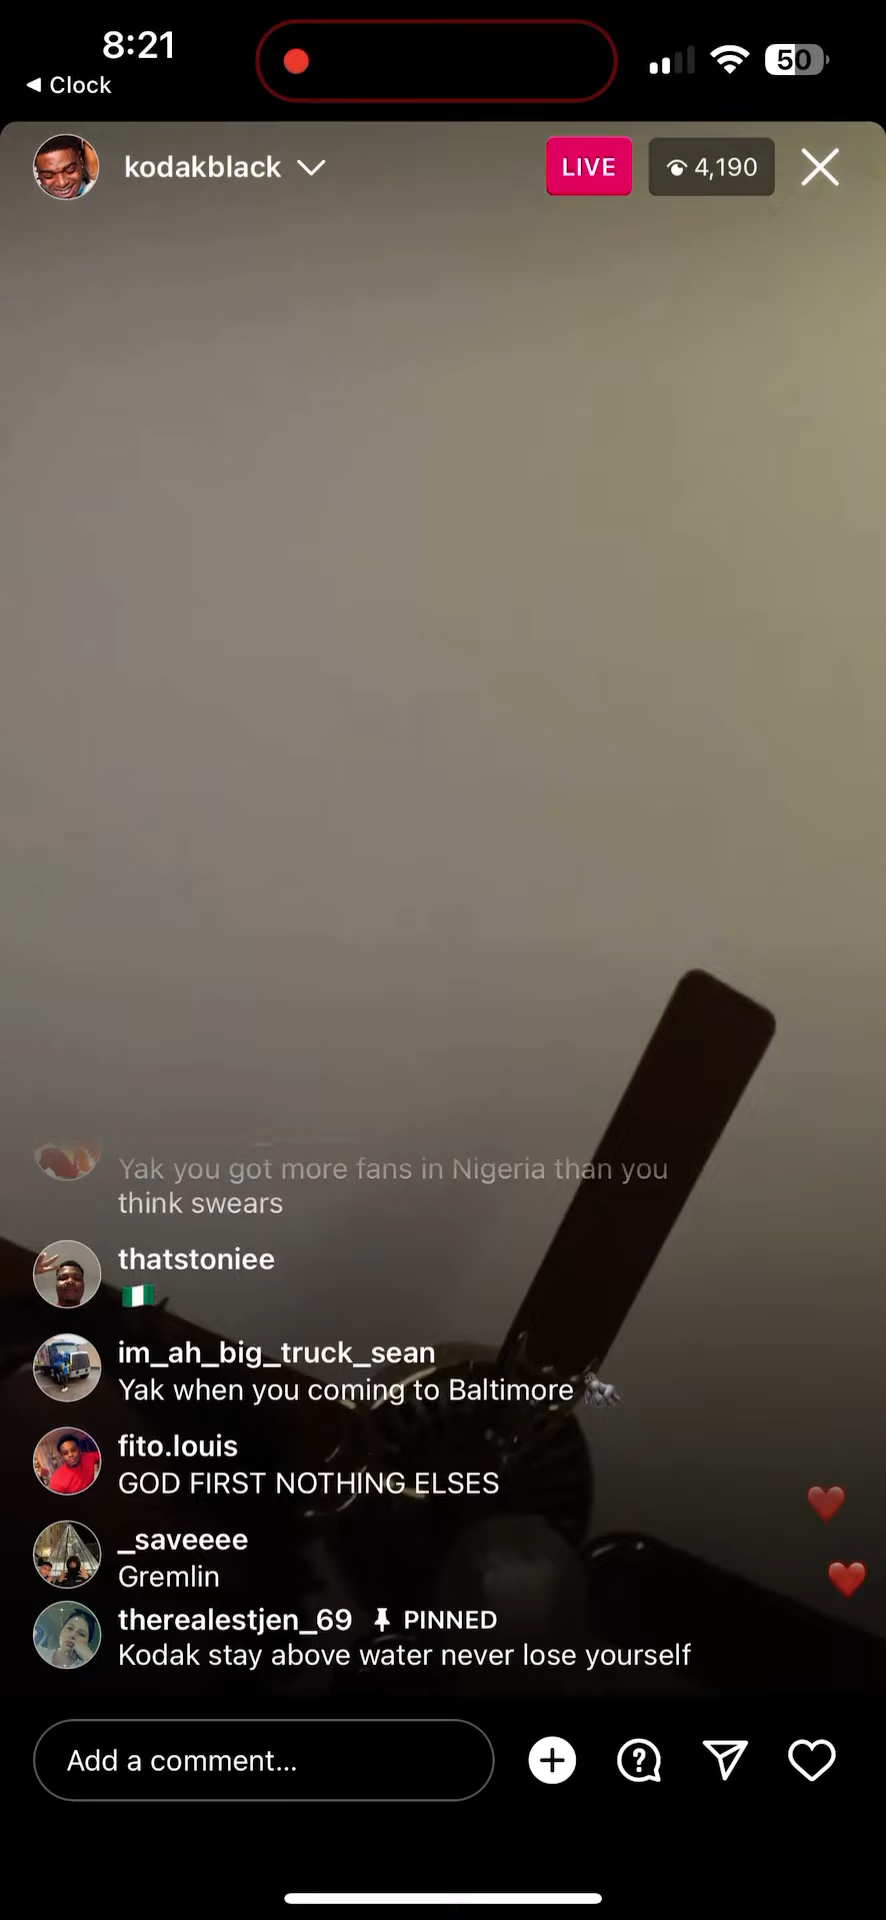 8:21
50
◀ Clock
kodakblack
LIVE
4,190
Yak you got more fans in Nigeria than you
think swears
thatstoniee
🇳🇬
im_ah_big_truck_sean
Yak when you coming to Baltimore 🦍
fito.louis
GOD FIRST NOTHING ELSES
_saveeee
Gremlin
therealestjen_69 PINNED
Kodak stay above water never lose yourself
Add a comment...